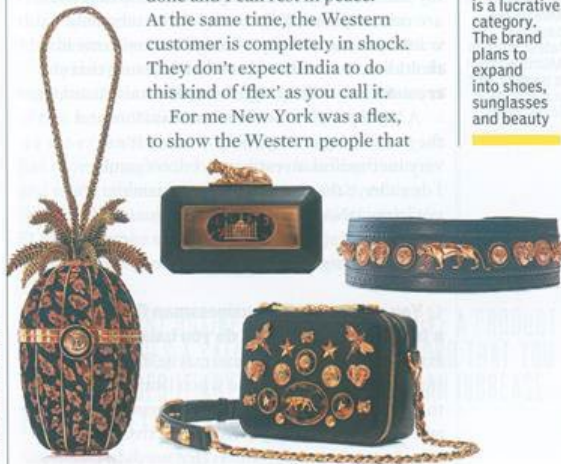 done and I can rest in peace.
At the same time, the Western
customer is completely in shock.
They don't expect India to do
this kind of 'flex' as you call it.
For me New York was a flex,
to show the Western people that
is a lucrative
category.
The brand
plans to
expand
into shoes,
sunglasses
and beauty